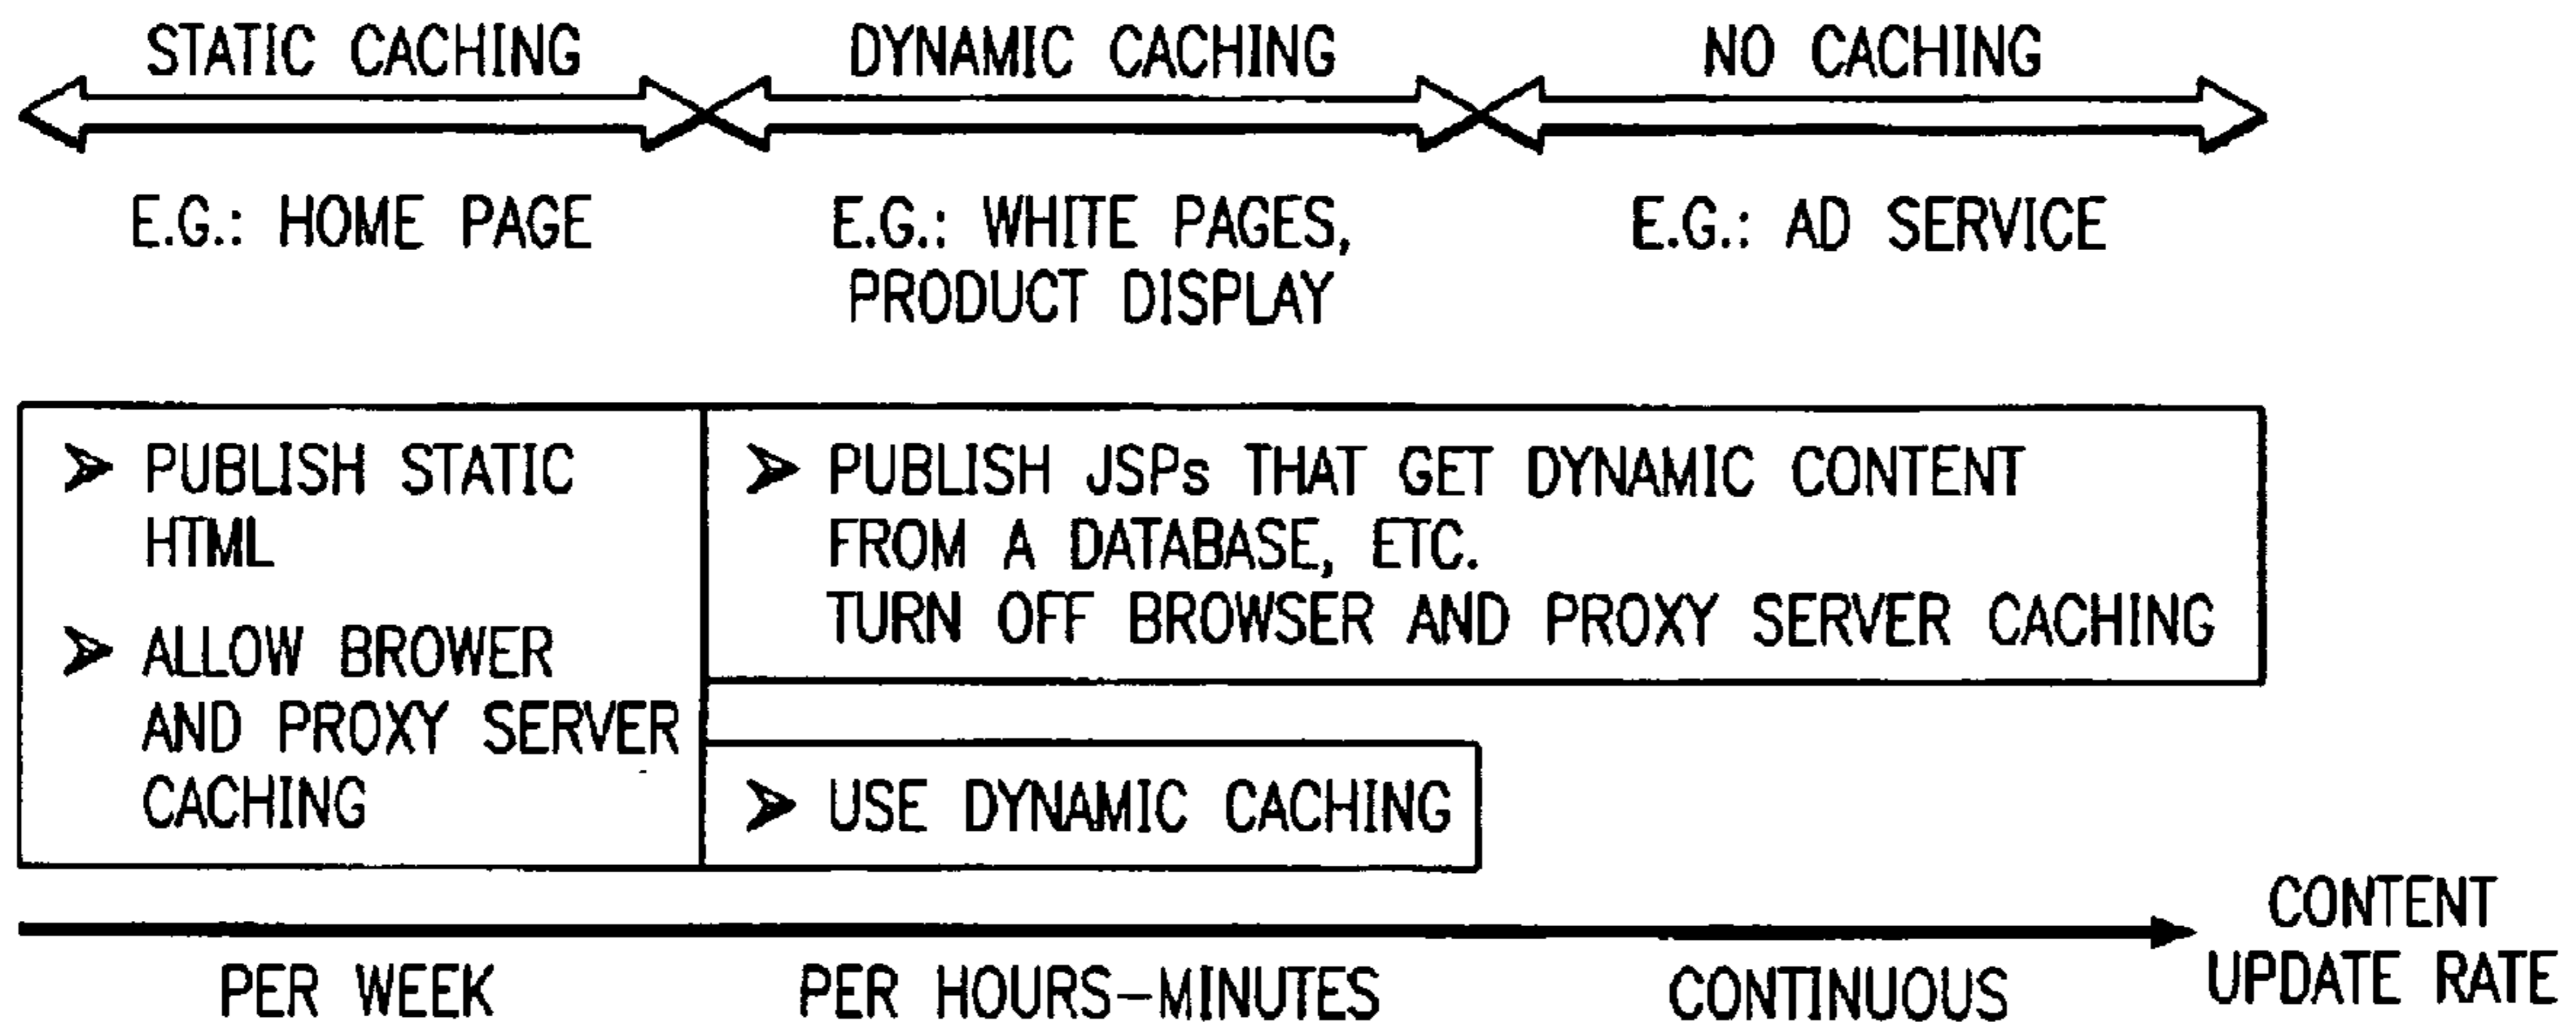 STATIC CACHING
DYNAMIC CACHING
NO CACHING
E.G.: HOME PAGE
E.G.: WHITE PAGES,
PRODUCT DISPLAY
E.G.: AD SERVICE
➢ PUBLISH STATIC
HTML
➢ ALLOW BROWER
AND PROXY SERVER
CACHING
➢ PUBLISH JSPs THAT GET DYNAMIC CONTENT
FROM A DATABASE, ETC.
TURN OFF BROWSER AND PROXY SERVER CACHING
➢ USE DYNAMIC CACHING
PER WEEK
PER HOURS-MINUTES
CONTINUOUS
CONTENT
UPDATE RATE